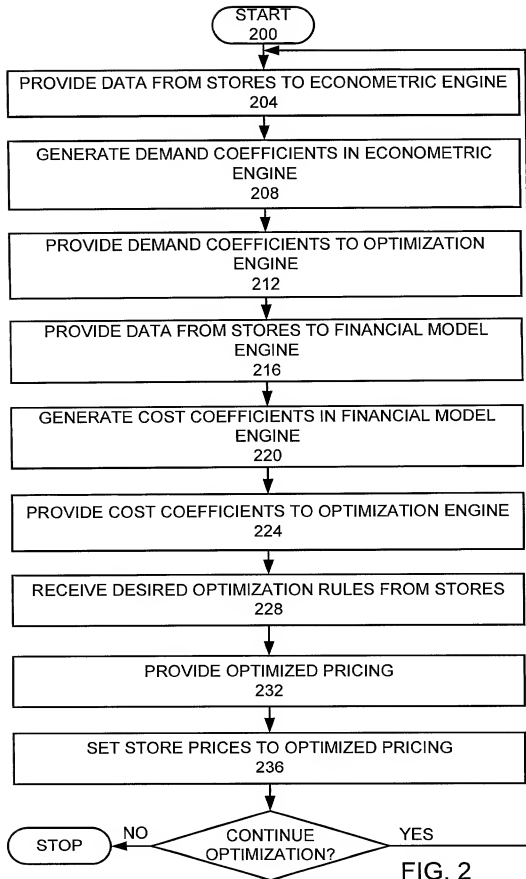 START
200
PROVIDE DATA FROM STORES TO ECONOMETRIC ENGINE
204
GENERATE DEMAND COEFFICIENTS IN ECONOMETRIC
ENGINE
208
PROVIDE DEMAND COEFFICIENTS TO OPTIMIZATION
ENGINE
212
PROVIDE DATA FROM STORES TO FINANCIAL MODEL
ENGINE
216
GENERATE COST COEFFICIENTS IN FINANCIAL MODEL
ENGINE
220
PROVIDE COST COEFFICIENTS TO OPTIMIZATION ENGINE
224
RECEIVE DESIRED OPTIMIZATION RULES FROM STORES
228
PROVIDE OPTIMIZED PRICING
232
SET STORE PRICES TO OPTIMIZED PRICING
236
STOP
NO
CONTINUE
OPTIMIZATION?
YES
FIG. 2